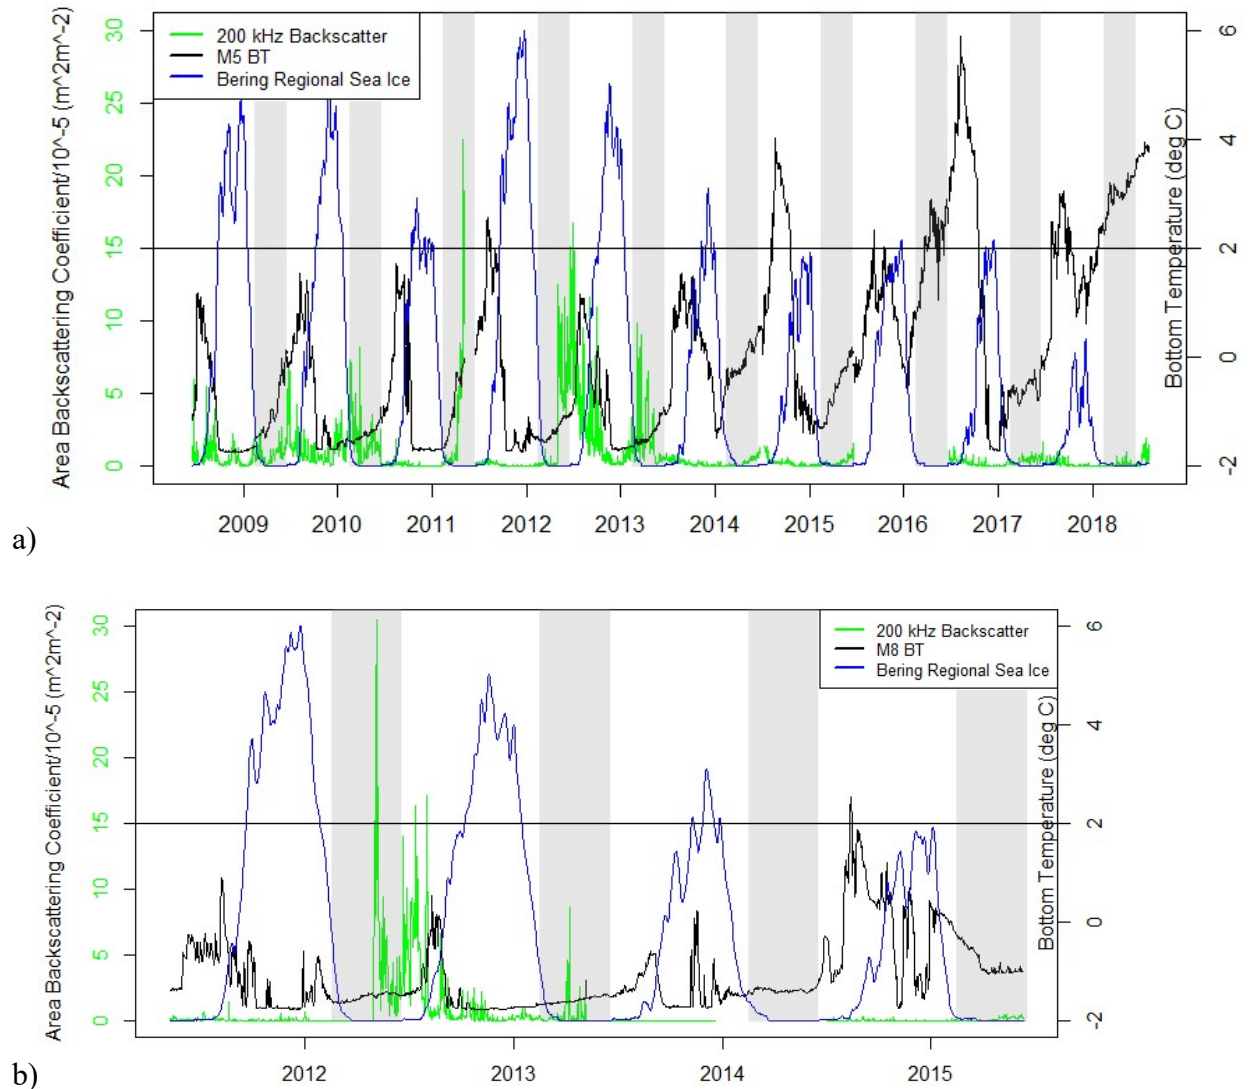 200 kHz Backscatter
M5 BT
Bering Regional Sea Ice
Area Backscattering Coefficient/10^-5 (m^2m^-2)
0 5 10 15 20 25 30
Bottom Temperature (deg C)
-2 0 2 4 6
2009 2010 2011 2012 2013 2014 2015 2016 2017 2018
a)
200 kHz Backscatter
M8 BT
Bering Regional Sea Ice
Area Backscattering Coefficient/10^-5 (m^2m^-2)
0 5 10 15 20 25 30
Bottom Temperature (deg C)
-2 0 2 4 6
2012 2013 2014 2015
b)